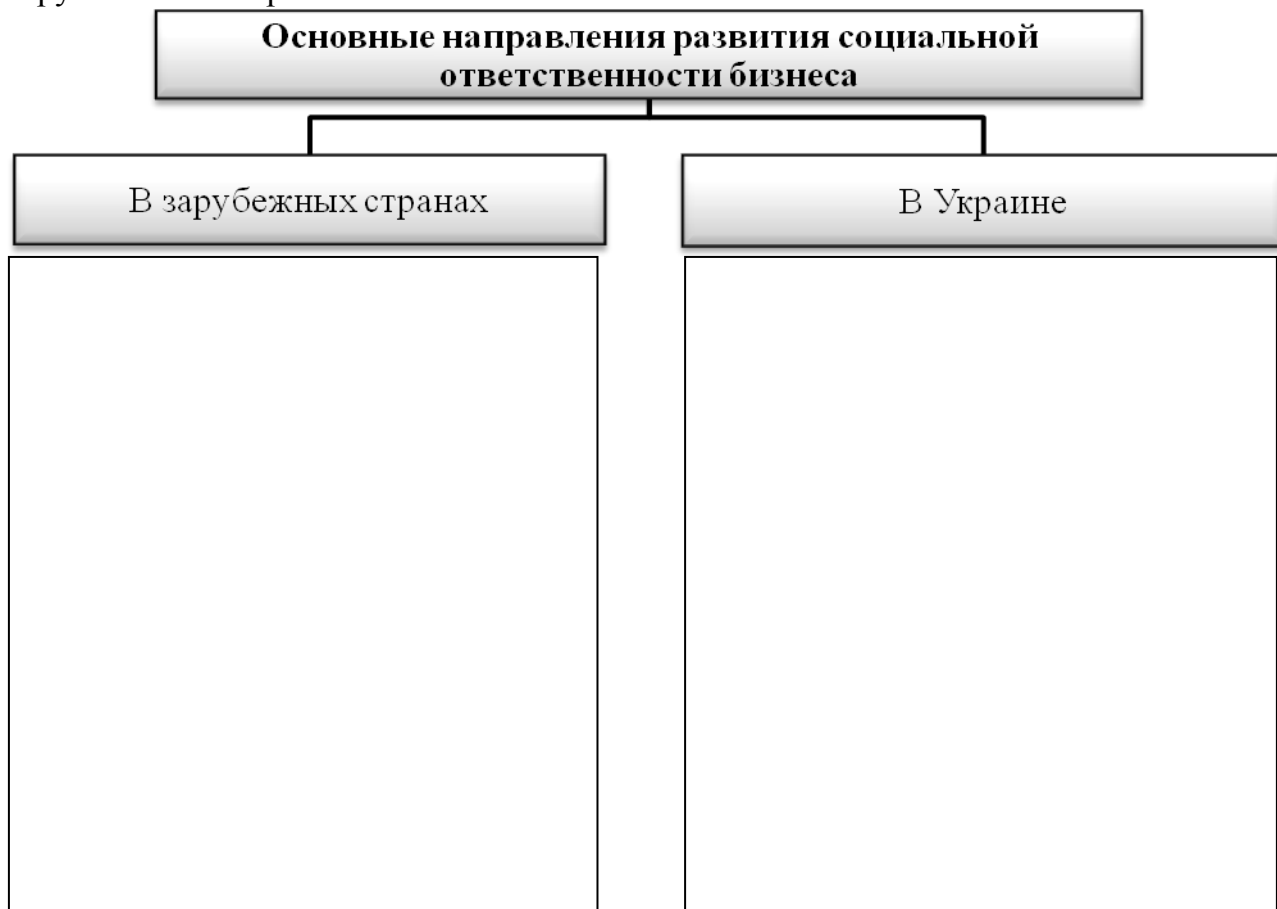 Основные направления развития социальной
ответственности бизнеса
В зарубежных странах
В Украине